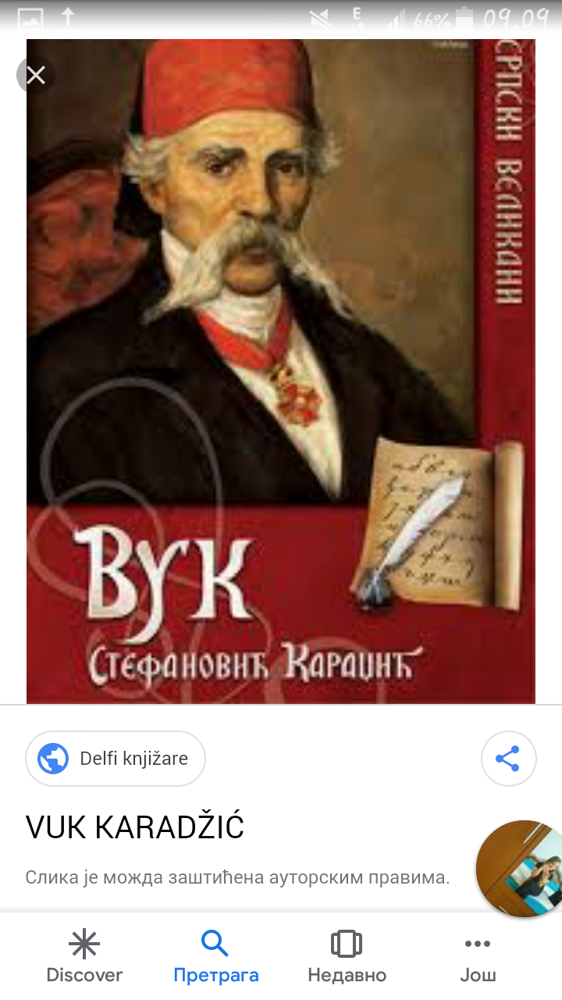 E
66%
09.09
СРПСКИ ВЕЛИКАНИ
Вук
Стефановић Караџић
Delfi knjižare
VUK KARADŽIĆ
Слика је можда заштићена ауторским правима.
Discover
Претрага
Недавно
Још